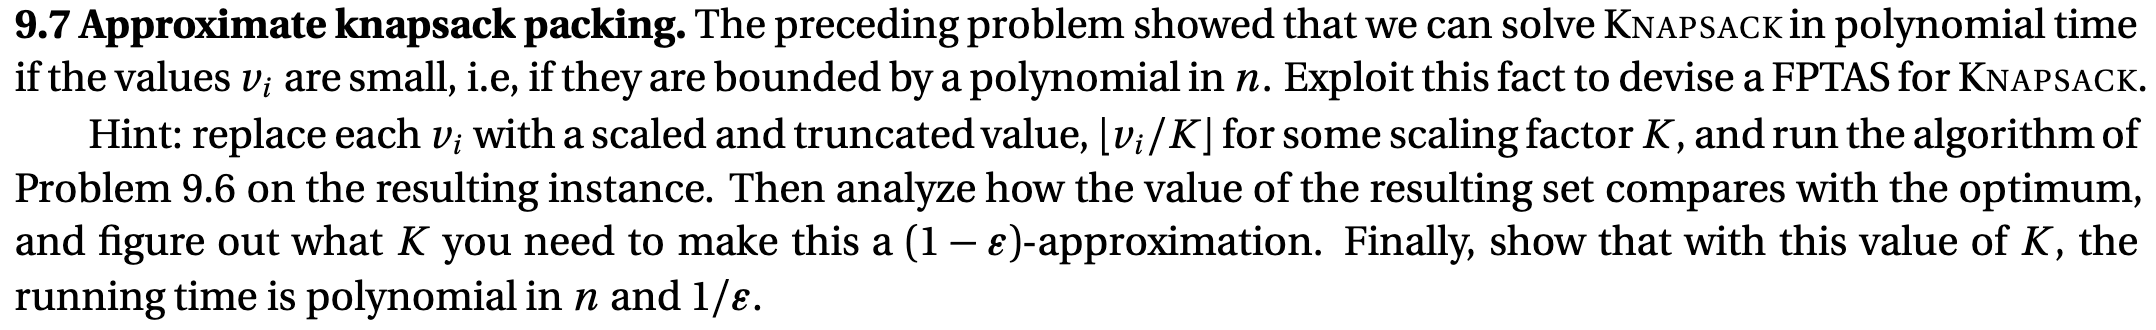 9.7 Approximate knapsack packing. The preceding problem showed that we can solve KNAPSACK in polynomial time
if the values vᵢ are small, i.e, if they are bounded by a polynomial in n. Exploit this fact to devise a FPTAS for KNAPSACK.
Hint: replace each vᵢ with a scaled and truncated value, ⌊vᵢ/K⌋ for some scaling factor K, and run the algorithm of
Problem 9.6 on the resulting instance. Then analyze how the value of the resulting set compares with the optimum,
and figure out what K you need to make this a (1 − ε)-approximation. Finally, show that with this value of K, the
running time is polynomial in n and 1/ε.